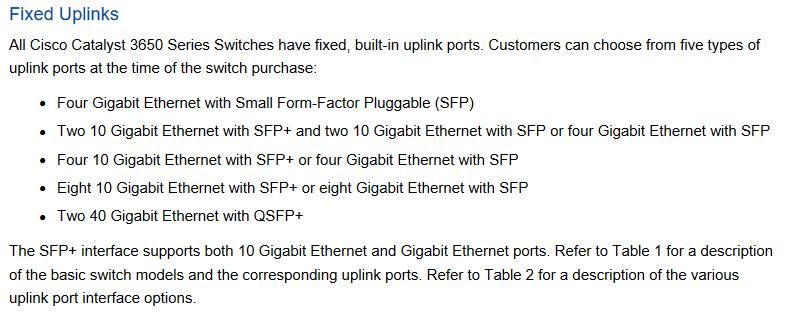 Fixed Uplinks
All Cisco Catalyst 3650 Series Switches have fixed, built-in uplink ports. Customers can choose from five types of
uplink ports at the time of the switch purchase:
• Four Gigabit Ethernet with Small Form-Factor Pluggable (SFP)
• Two 10 Gigabit Ethernet with SFP+ and two 10 Gigabit Ethernet with SFP or four Gigabit Ethernet with SFP
• Four 10 Gigabit Ethernet with SFP+ or four Gigabit Ethernet with SFP
• Eight 10 Gigabit Ethernet with SFP+ or eight Gigabit Ethernet with SFP
• Two 40 Gigabit Ethernet with QSFP+
The SFP+ interface supports both 10 Gigabit Ethernet and Gigabit Ethernet ports. Refer to Table 1 for a description
of the basic switch models and the corresponding uplink ports. Refer to Table 2 for a description of the various
uplink port interface options.